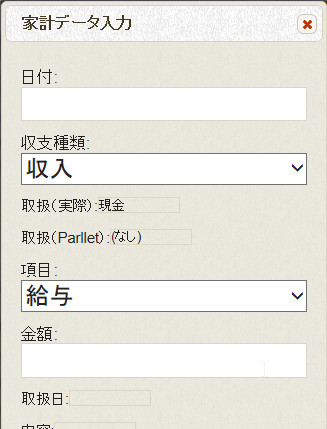 家計データ入力
日付:
収支種類:
収入
取扱(実際):現金
取扱(Parllet):(なし)
項目:
給与
金額:
取扱日: